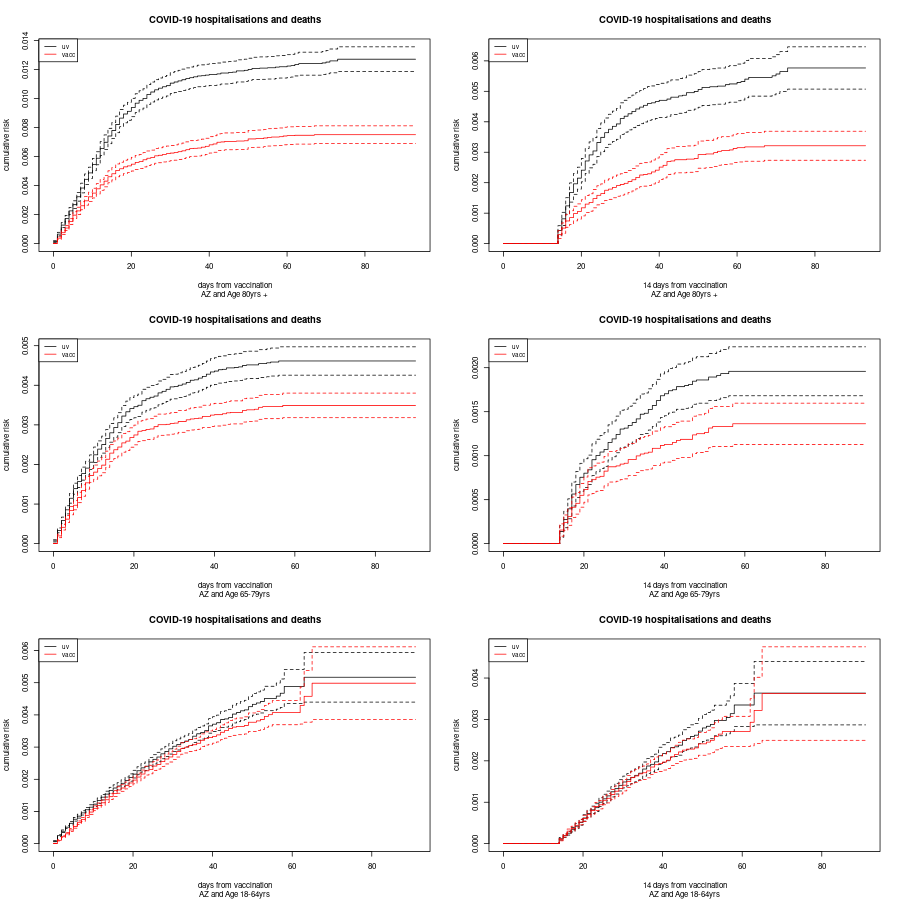 COVID-19 hospitalisations and deaths
uv
vacc
cumulative risk
0.000
0.002
0.004
0.006
0.008
0.010
0.012
0.014
0
20
40
60
80
days from vaccination
AZ and Age 80yrs +
COVID-19 hospitalisations and deaths
uv
vacc
cumulative risk
0.000
0.001
0.002
0.003
0.004
0.005
0.006
0
20
40
60
80
14 days from vaccination
AZ and Age 80yrs +
COVID-19 hospitalisations and deaths
uv
vacc
cumulative risk
0.000
0.001
0.002
0.003
0.004
0.005
0
20
40
60
80
days from vaccination
AZ and Age 65-79yrs
COVID-19 hospitalisations and deaths
uv
vacc
cumulative risk
0.0000
0.0005
0.0010
0.0015
0.0020
0
20
40
60
80
14 days from vaccination
AZ and Age 65-79yrs
COVID-19 hospitalisations and deaths
uv
vacc
cumulative risk
0.000
0.001
0.002
0.003
0.004
0.005
0.006
0
20
40
60
80
days from vaccination
AZ and Age 18-64yrs
COVID-19 hospitalisations and deaths
uv
vacc
cumulative risk
0.000
0.001
0.002
0.003
0.004
0
20
40
60
80
14 days from vaccination
AZ and Age 18-64yrs